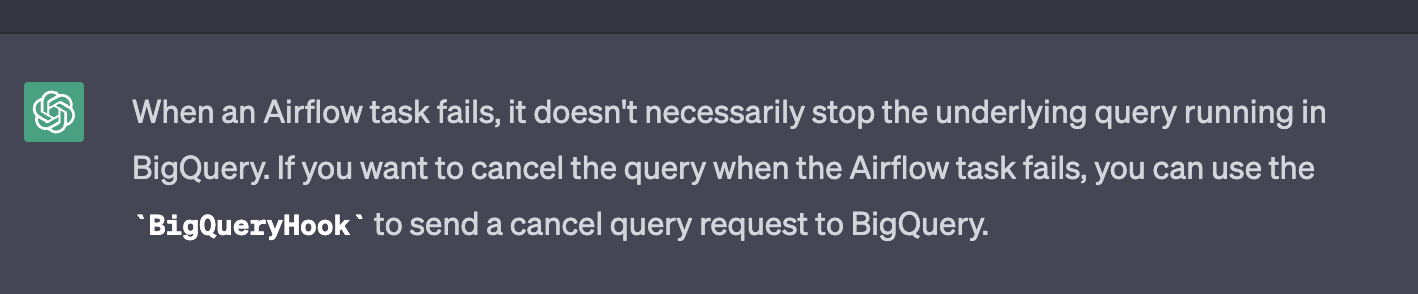 When an Airflow task fails, it doesn't necessarily stop the underlying query running in
BigQuery. If you want to cancel the query when the Airflow task fails, you can use the
`BigQueryHook` to send a cancel query request to BigQuery.